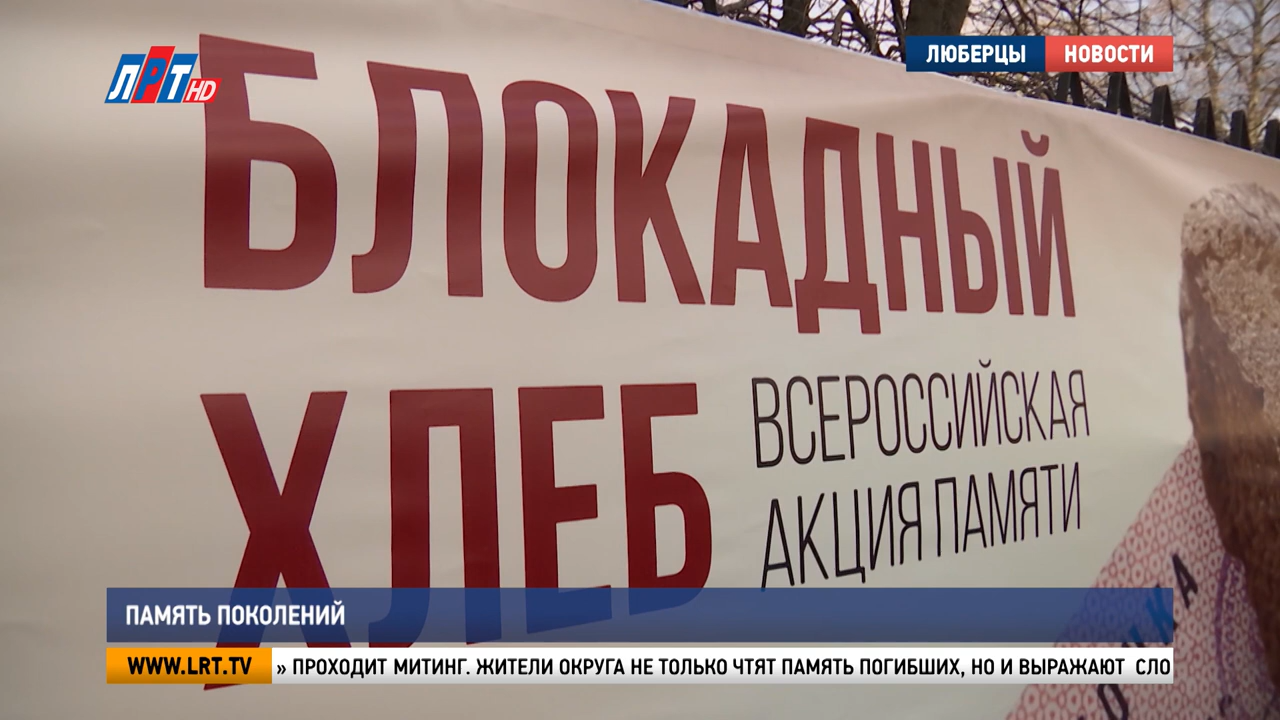 ЛРТ HD
ЛЮБЕРЦЫ НОВОСТИ
БЛОКАДНЫЙ
ХЛЕБ
ВСЕРОССИЙСКАЯ
АКЦИЯ ПАМЯТИ
ПАМЯТЬ ПОКОЛЕНИЙ
WWW.LRT.TV » ПРОХОДИТ МИТИНГ. ЖИТЕЛИ ОКРУГА НЕ ТОЛЬКО ЧТЯТ ПАМЯТЬ ПОГИБШИХ, НО И ВЫРАЖАЮТ СЛО